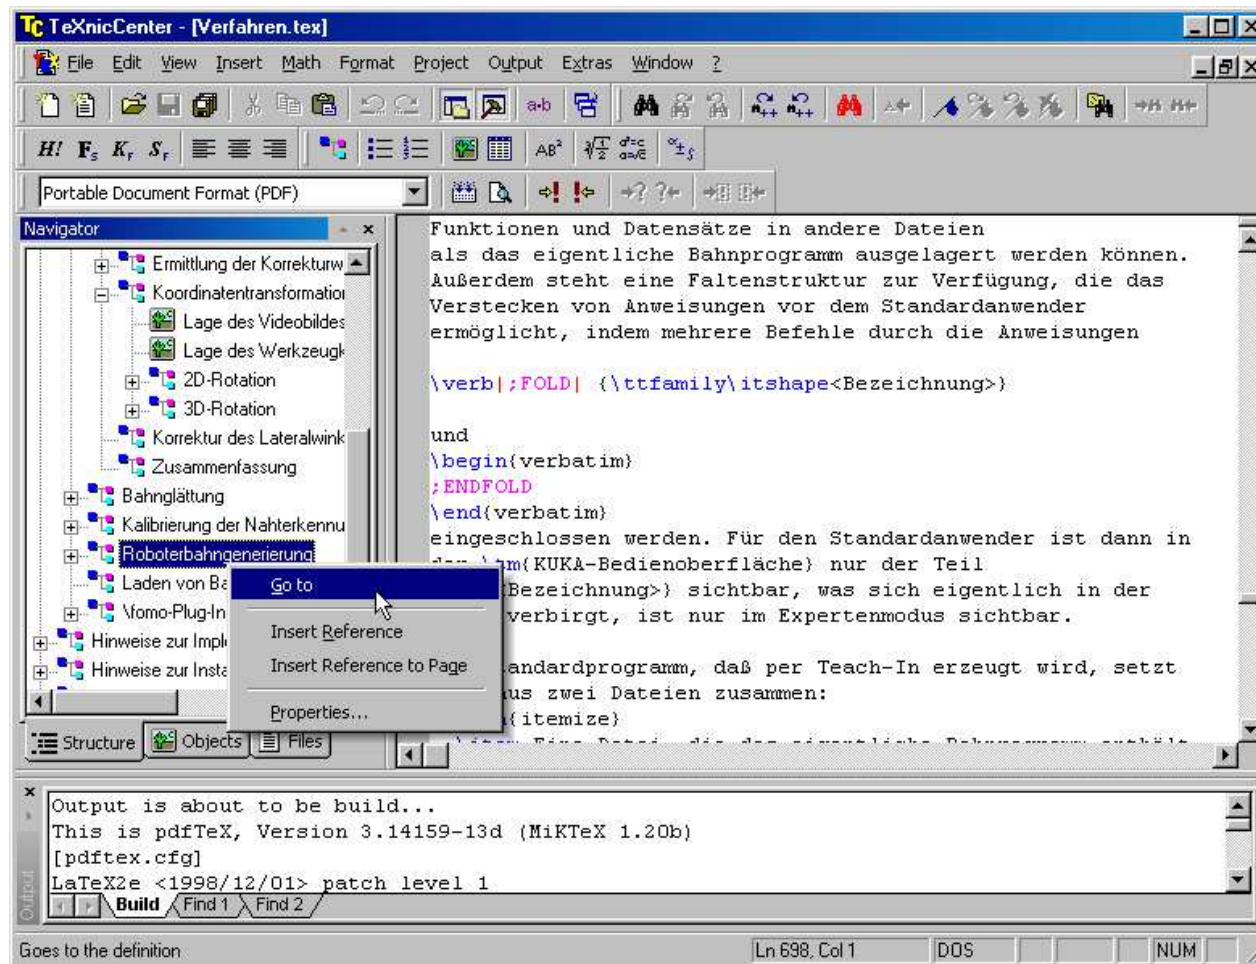 TeXnicCenter - [Verfahren.tex]
File Edit View Insert Math Format Project Output Extras Window ?
Portable Document Format (PDF)
Navigator
Ermittlung der Korrekturw
Koordinatentransformation
Lage des Videobildes
Lage des Werkzeugk
2D-Rotation
3D-Rotation
Korrektur des Lateralwink
Zusammenfassung
Bahnglättung
Kalibrierung der Nahterkennu
Roboterbahngenerierung
Laden von Ba
\fomo-Plug-In
Hinweise zur Imple
Hinweise zur Insta
Structure Objects Files
Go to
Insert Reference
Insert Reference to Page
Properties...
Funktionen und Datensätze in andere Dateien
als das eigentliche Bahnprogramm ausgelagert werden können.
Außerdem steht eine Faltenstruktur zur Verfügung, die das
Verstecken von Anweisungen vor dem Standardanwender
ermöglicht, indem mehrere Befehle durch die Anweisungen
\verb|;FOLD| {\ttfamily\itshape<Bezeichnung>}
und
\begin{verbatim}
;ENDFOLD
\end{verbatim}
eingeschlossen werden. Für den Standardanwender ist dann in
m{KUKA-Bedienoberfläche} nur der Teil
Bezeichnung>} sichtbar, was sich eigentlich in der
verbirgt, ist nur im Expertenmodus sichtbar.
andardprogramm, daß per Teach-In erzeugt wird, setzt
aus zwei Dateien zusammen:
{itemize}
Output is about to be build...
This is pdfTeX, Version 3.14159-13d (MiKTeX 1.20b)
[pdftex.cfg]
LaTeX2e <1998/12/01> patch level 1
Output
Build Find 1 Find 2
Goes to the definition Ln 698, Col 1 DOS NUM